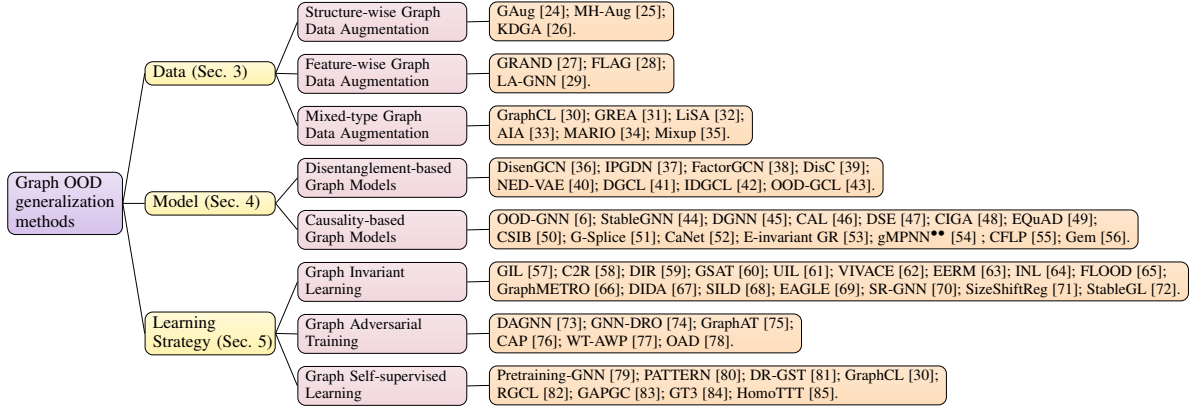 Graph OOD
generalization
methods
Data (Sec. 3)
Structure-wise Graph
Data Augmentation
GAug [24]; MH-Aug [25];
KDGA [26].
Feature-wise Graph
Data Augmentation
GRAND [27]; FLAG [28];
LA-GNN [29].
Mixed-type Graph
Data Augmentation
GraphCL [30]; GREA [31]; LiSA [32];
AIA [33]; MARIO [34]; Mixup [35].
Model (Sec. 4)
Disentanglement-based
Graph Models
DisenGCN [36]; IPGDN [37]; FactorGCN [38]; DisC [39];
NED-VAE [40]; DGCL [41]; IDGCL [42]; OOD-GCL [43].
Causality-based
Graph Models
OOD-GNN [6]; StableGNN [44]; DGNN [45]; CAL [46]; DSE [47]; CIGA [48]; EQuAD [49];
CSIB [50]; G-Splice [51]; CaNet [52]; E-invariant GR [53]; gMPNN•• [54] ; CFLP [55]; Gem [56].
Learning
Strategy (Sec. 5)
Graph Invariant
Learning
GIL [57]; C2R [58]; DIR [59]; GSAT [60]; UIL [61]; VIVACE [62]; EERM [63]; INL [64]; FLOOD [65];
GraphMETRO [66]; DIDA [67]; SILD [68]; EAGLE [69]; SR-GNN [70]; SizeShiftReg [71]; StableGL [72].
Graph Adversarial
Training
DAGNN [73]; GNN-DRO [74]; GraphAT [75];
CAP [76]; WT-AWP [77]; OAD [78].
Graph Self-supervised
Learning
Pretraining-GNN [79]; PATTERN [80]; DR-GST [81]; GraphCL [30];
RGCL [82]; GAPGC [83]; GT3 [84]; HomoTTT [85].